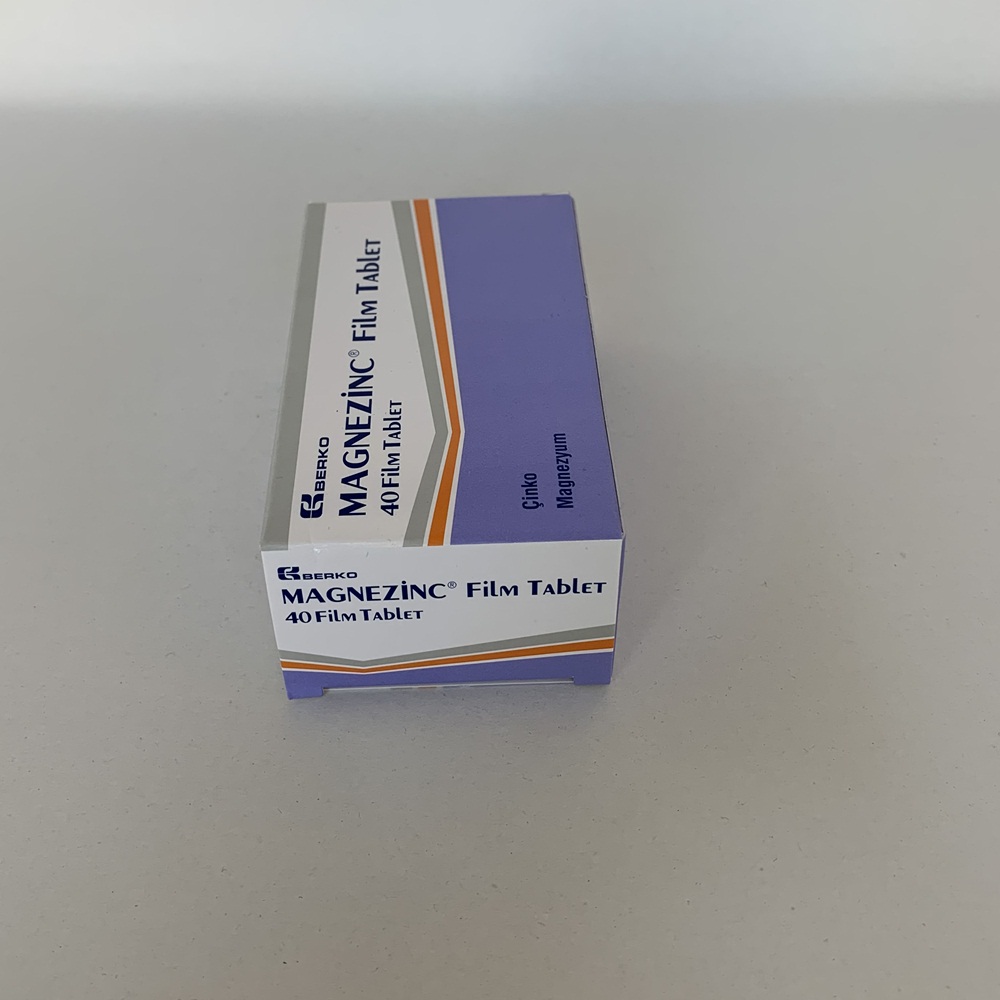 BERKO
MAGNEZİNC® Film Tablet
40 Film Tablet
Çinko
Magnezyum
BERKO
MAGNEZİNC® Film Tablet
40 Film Tablet